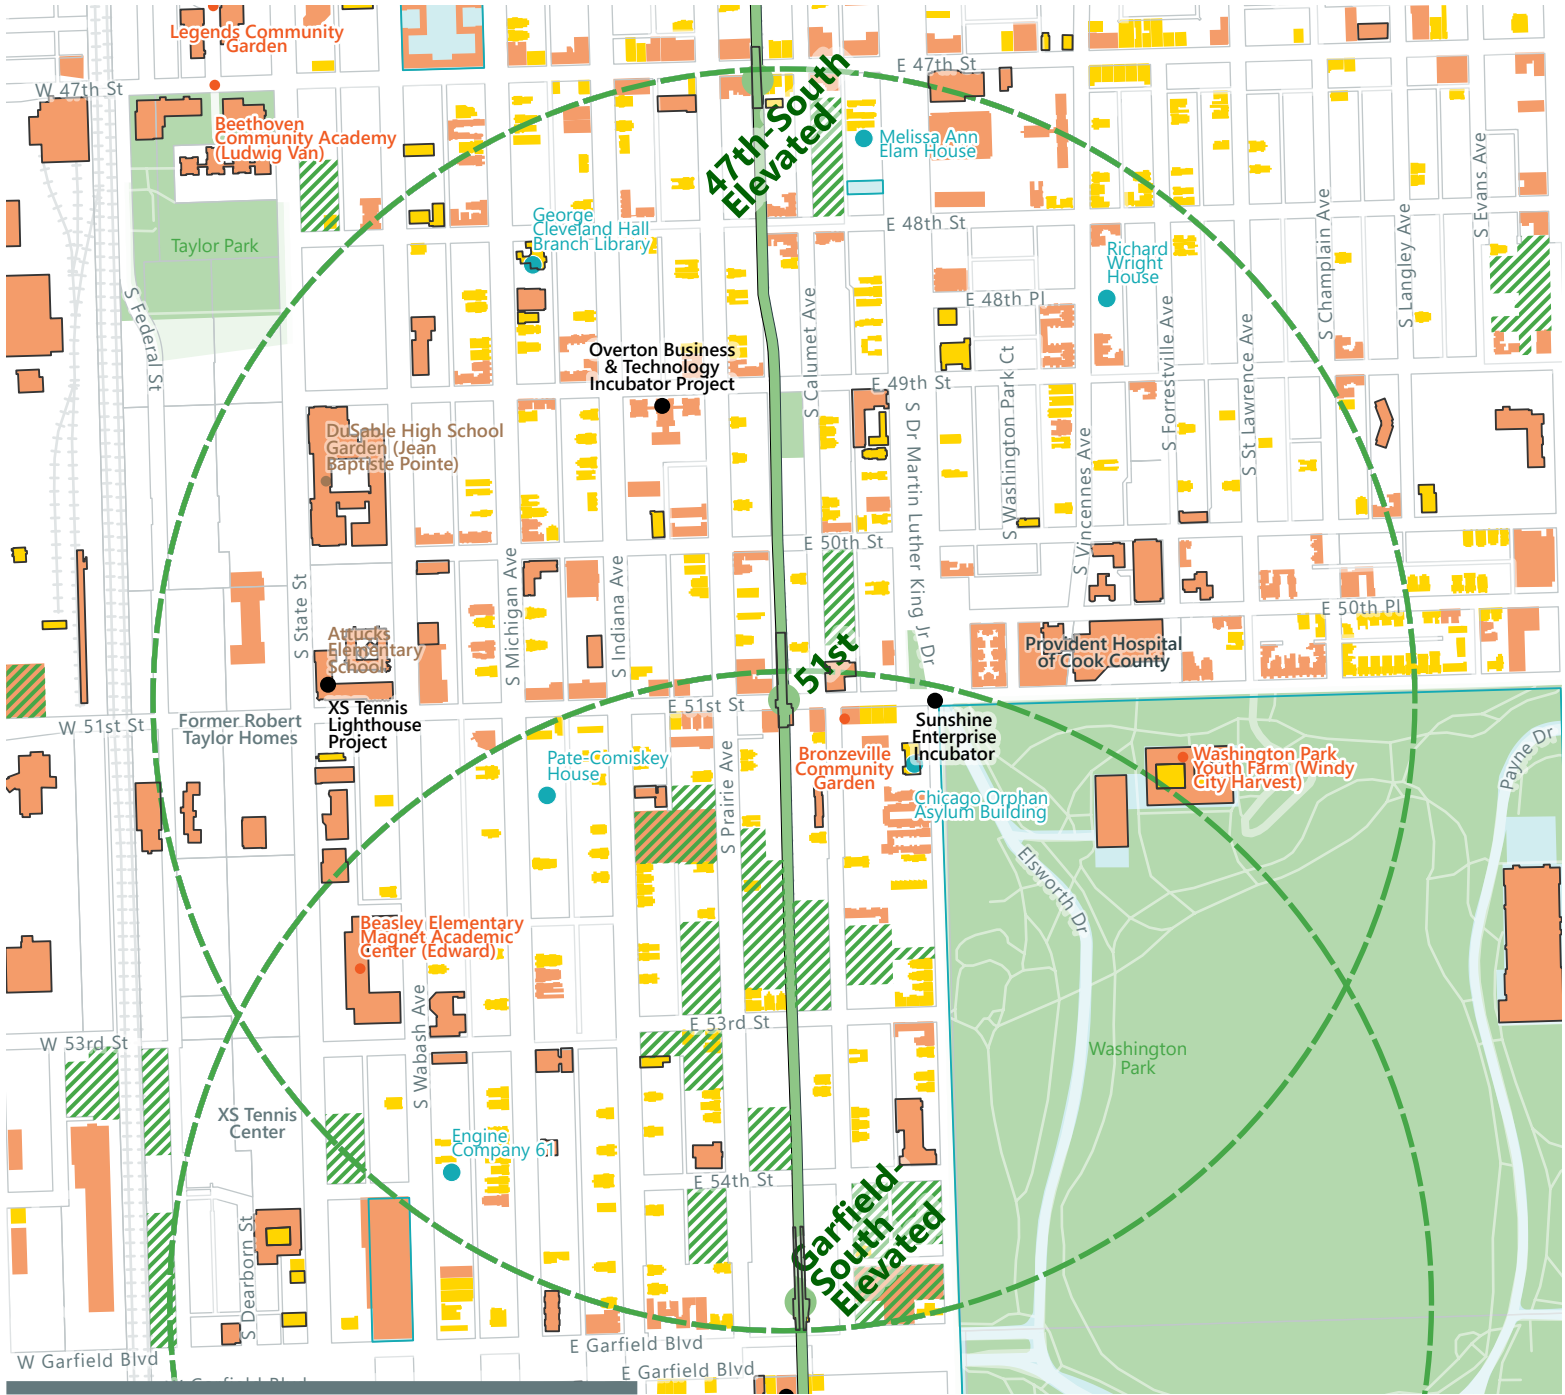 Legends Community
Garden
W 47th St
E 47th St
47th-South
Elevated
Beethoven
Community Academy
(Ludwig Van)
Melissa Ann
Elam House
S Evans Ave
Taylor Park
George
Cleveland Hall
Branch Library
E 48th St
Richard
Wright
House
S Champlain Ave
S Langley Ave
S Federal St
E 48th Pl
S Calumet Ave
S Forrestville Ave
S St Lawrence Ave
Overton Business
& Technology
Incubator Project
S Washington Park Ct
E 49th St
DuSable High School
Garden (Jean
Baptiste Pointe)
S Dr Martin Luther King Jr Dr
S Vincennes Ave
E 50th St
S State St
S Michigan Ave
S Indiana Ave
E 50th Pl
Attucks
Elementary
School
51st
Provident Hospital
of Cook County
W 51st St
Former Robert
Taylor Homes
XS Tennis
Lighthouse
Project
E 51st St
Sunshine
Enterprise
Incubator
Payne Dr
Pate-Comiskey
House
S Prairie Ave
Bronzeville
Community
Garden
Washington Park
Youth Farm (Windy
City Harvest)
Chicago Orphan
Asylum Building
Elsworth Dr
Beasley Elementary
Magnet Academic
Center (Edward)
S Wabash Ave
W 53rd St
E 53rd St
Washington
Park
XS Tennis
Center
Engine
Company 61
E 54th St
Garfield-
South
Elevated
S Dearborn St
W Garfield Blvd
E Garfield Blvd
E Garfield Blvd